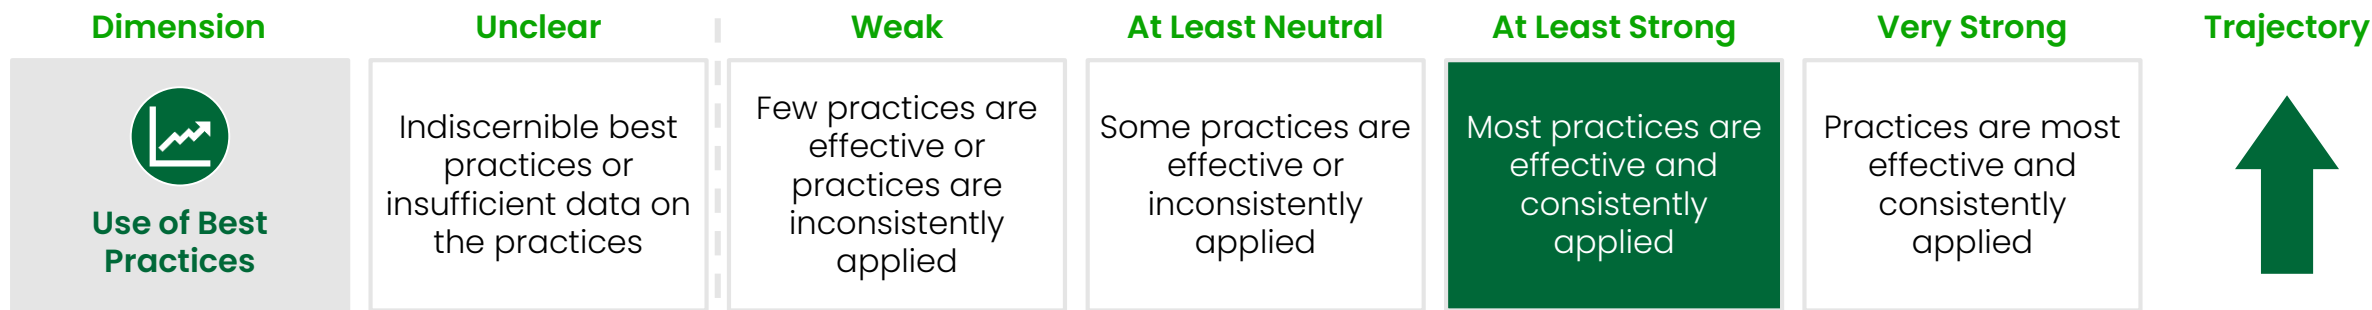 Dimension
Unclear
Weak
At Least Neutral
At Least Strong
Very Strong
Trajectory
Use of Best
Practices
Indiscernible best
practices or
insufficient data on
the practices
Few practices are
effective or
practices are
inconsistently
applied
Some practices are
effective or
inconsistently
applied
Most practices are
effective and
consistently
applied
Practices are most
effective and
consistently
applied